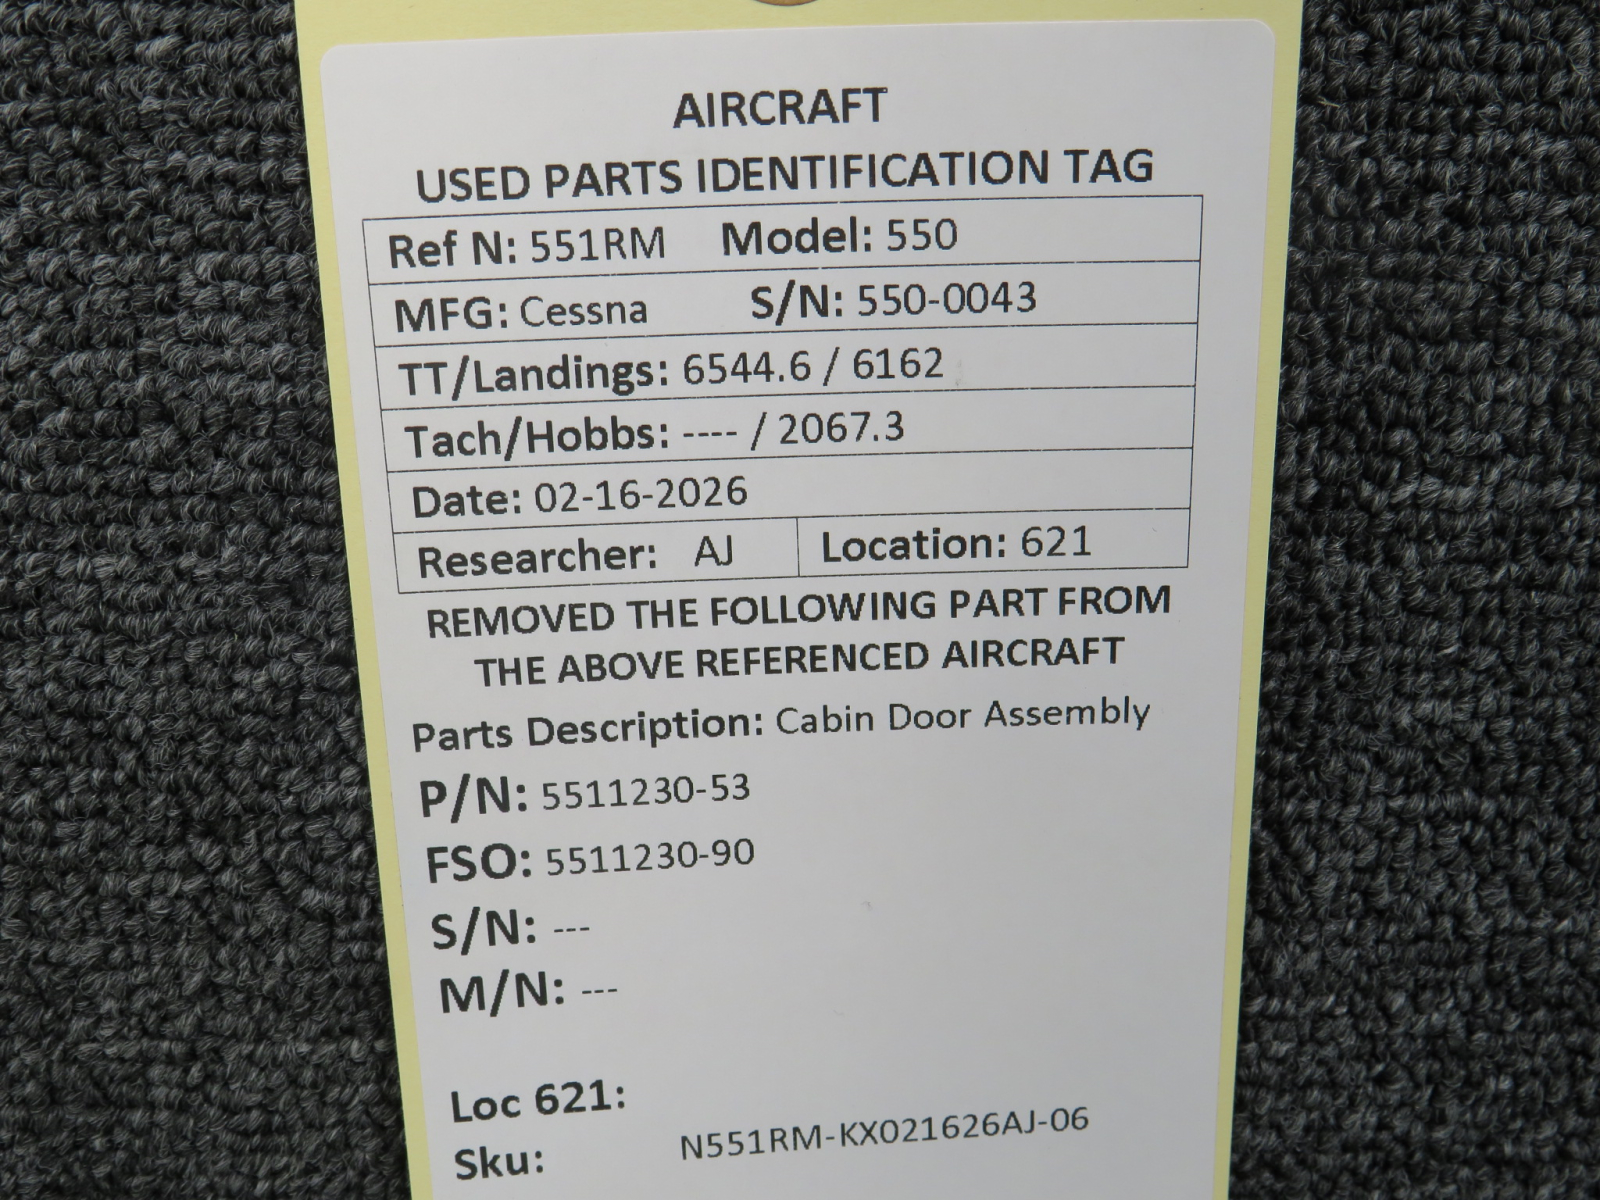 AIRCRAFT
USED PARTS IDENTIFICATION TAG
Ref N: 551RM Model: 550
MFG: Cessna S/N: 550-0043
TT/Landings: 6544.6 / 6162
Tach/Hobbs: ---- / 2067.3
Date: 02-16-2026
Researcher: AJ Location: 621
REMOVED THE FOLLOWING PART FROM
THE ABOVE REFERENCED AIRCRAFT
Parts Description: Cabin Door Assembly
P/N: 5511230-53
FSO: 5511230-90
S/N: ---
M/N: ---
Loc 621:
Sku: N551RM-KX021626AJ-06